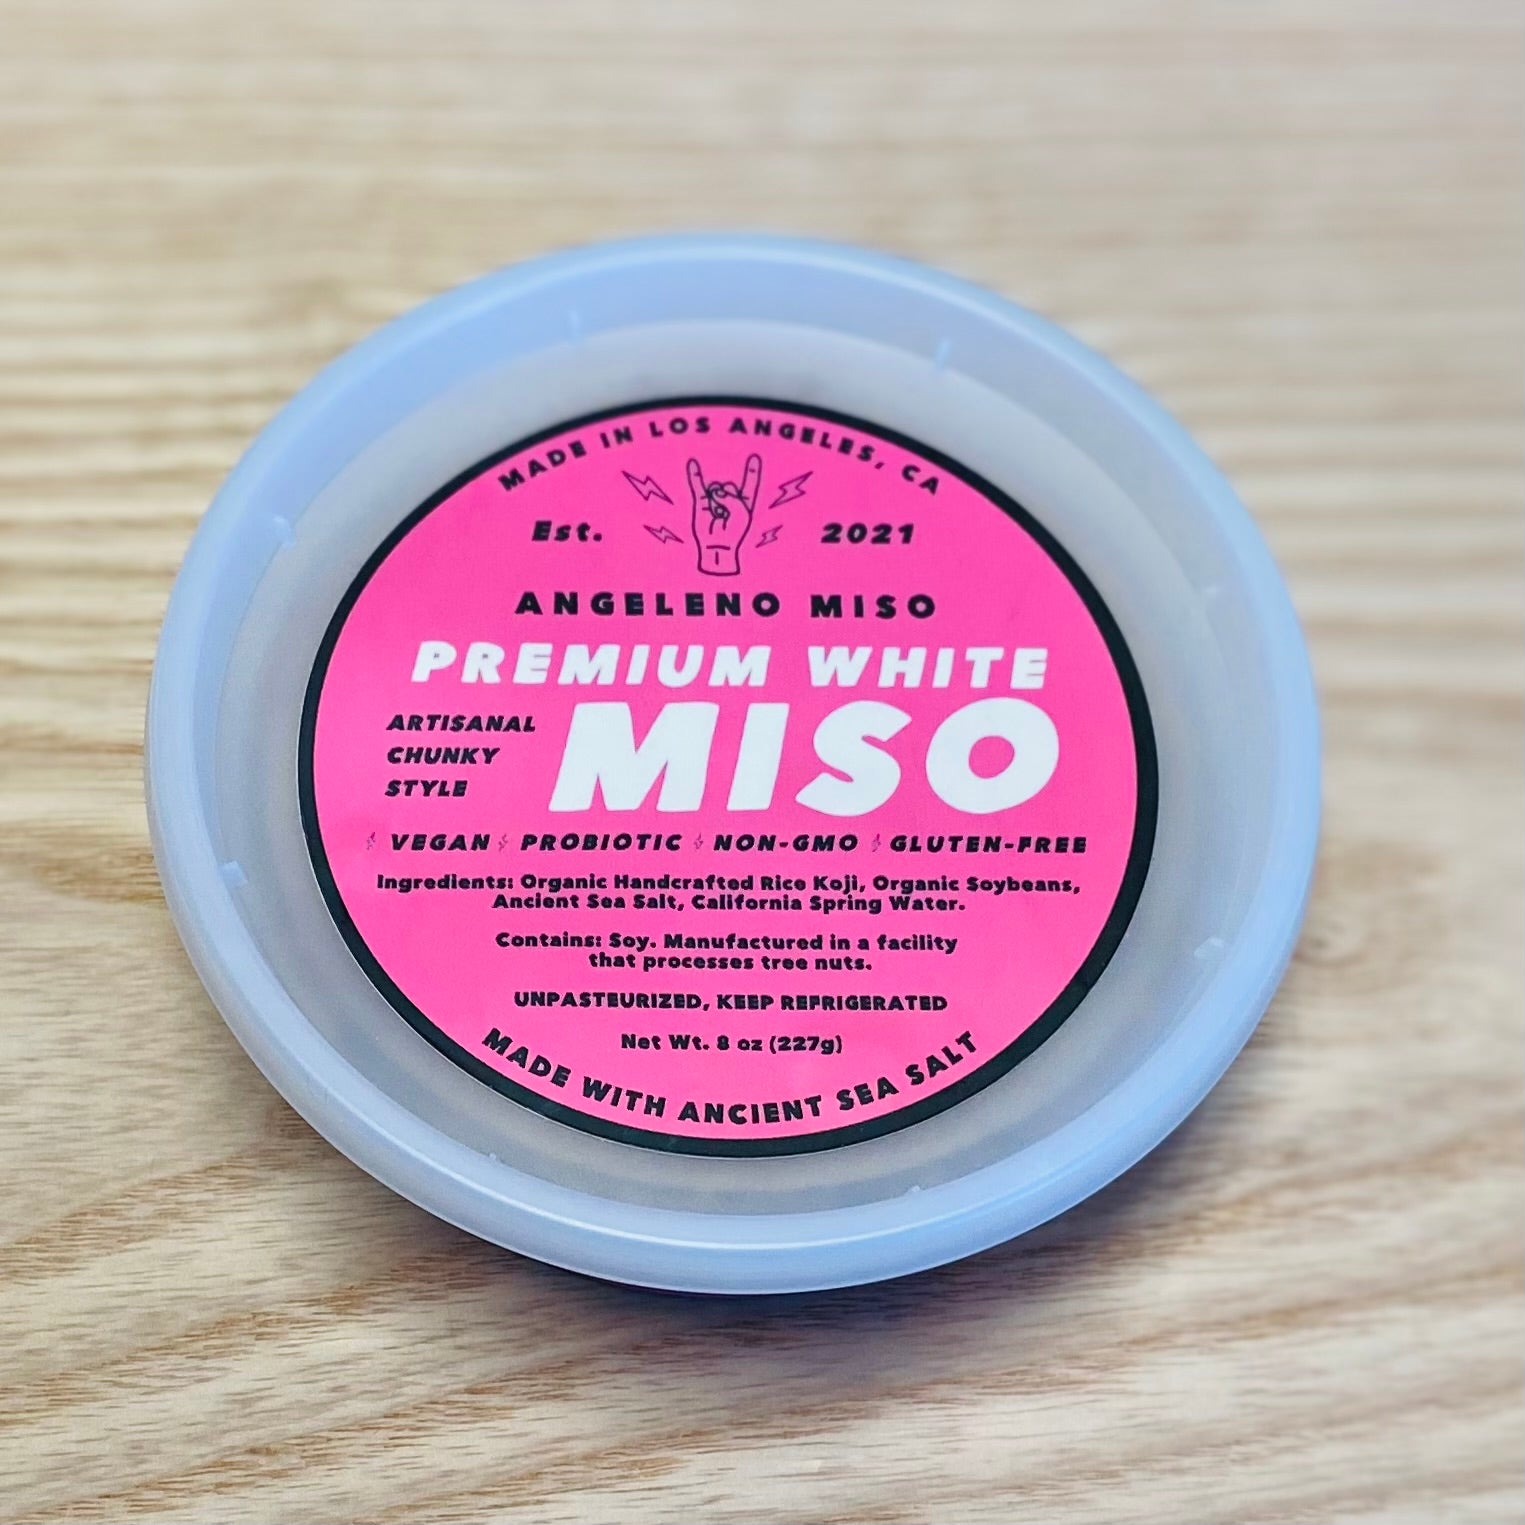 MADE IN LOS ANGELES, CA
Est. 2021
ANGELENO MISO
PREMIUM WHITE
MISO
ARTISANAL
CHUNKY
STYLE
VEGAN PROBIOTIC NON-GMO GLUTEN-FREE
Ingredients: Organic Handcrafted Rice Koji, Organic Soybeans,
Ancient Sea Salt, California Spring Water.
Contains: Soy. Manufactured in a facility
that processes tree nuts.
UNPASTEURIZED, KEEP REFRIGERATED
Net Wt. 8 oz (227g)
MADE WITH ANCIENT SEA SALT